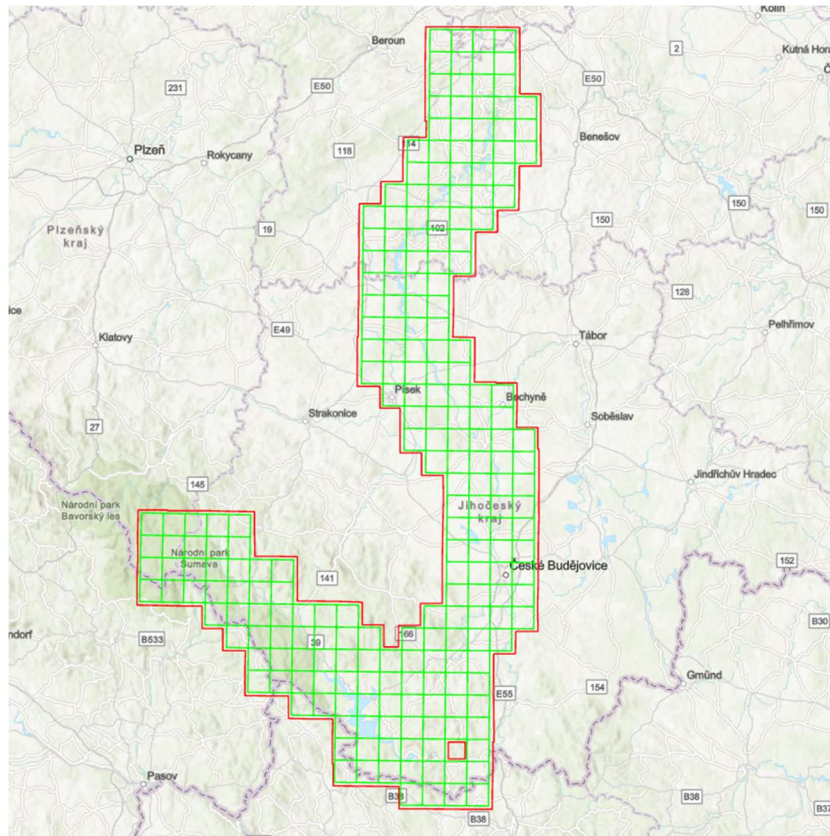 Kolín
Beroun
2
Kutná Hora
E50
E50
231
Benešov
114
118
Plzeň
Rokycany
150
150
Plzeňský
kraj
19
102
150
128
E49
Pelhřimov
Klatovy
Tábor
Písek
Bechyně
Strakonice
Soběslav
27
145
Jindřichův Hradec
Národní park
Bavorský les
Jihočeský
kraj
Národní park
Šumava
152
České Budějovice
141
B30
166
39
B533
Gmünd
154
E55
Pasov
B38
B38
B38